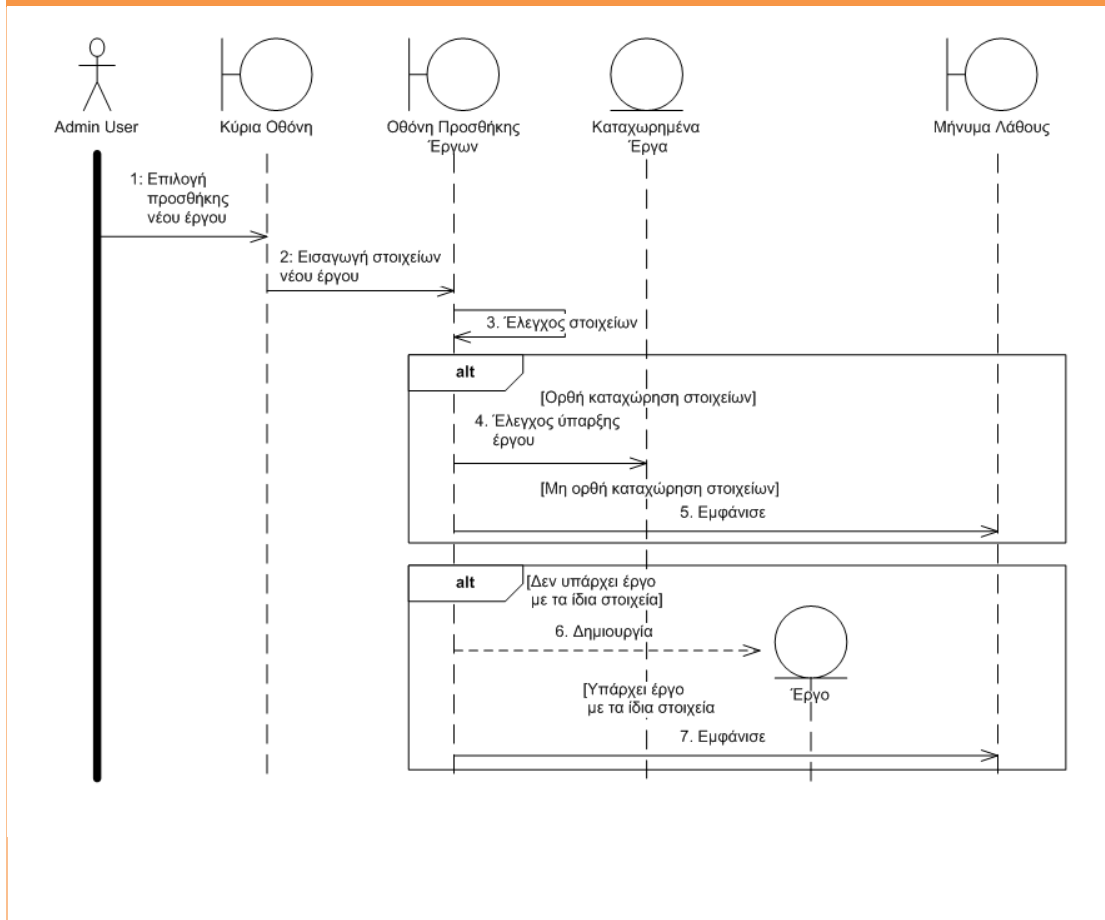 Admin User
Κύρια Οθόνη
Οθόνη Προσθήκης
Έργων
Καταχωρημένα
Έργα
Μήνυμα Λάθους
1: Επιλογή
προσθήκης
νέου έργου
2: Εισαγωγή στοιχείων
νέου έργου
3. Έλεγχος στοιχείων
alt
[Ορθή καταχώρηση στοιχείων]
4. Έλεγχος ύπαρξης
έργου
[Μη ορθή καταχώρηση στοιχείων]
5. Εμφάνισε
alt
[Δεν υπάρχει έργο
με τα ίδια στοιχεία]
6. Δημιουργία
Έργο
[Υπάρχει έργο
με τα ίδια στοιχεία
7. Εμφάνισε